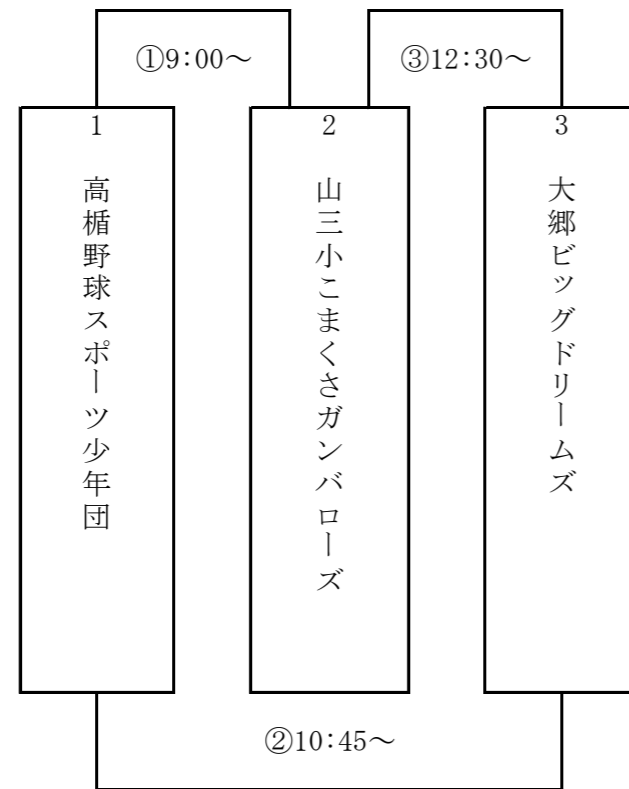 ①9：00～
③12：30～
1
高楯野球スポーツ少年団
2
山三小こまくさガンバローズ
3
大郷ビッグドリームズ
②10：45～